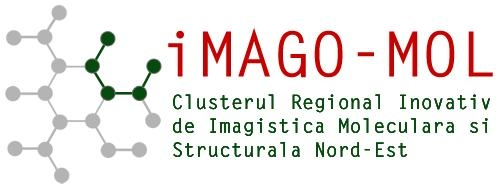 iMAGO-MOL
Clusterul Regional Inovativ
de Imagistica Moleculara si
Structurala Nord-Est